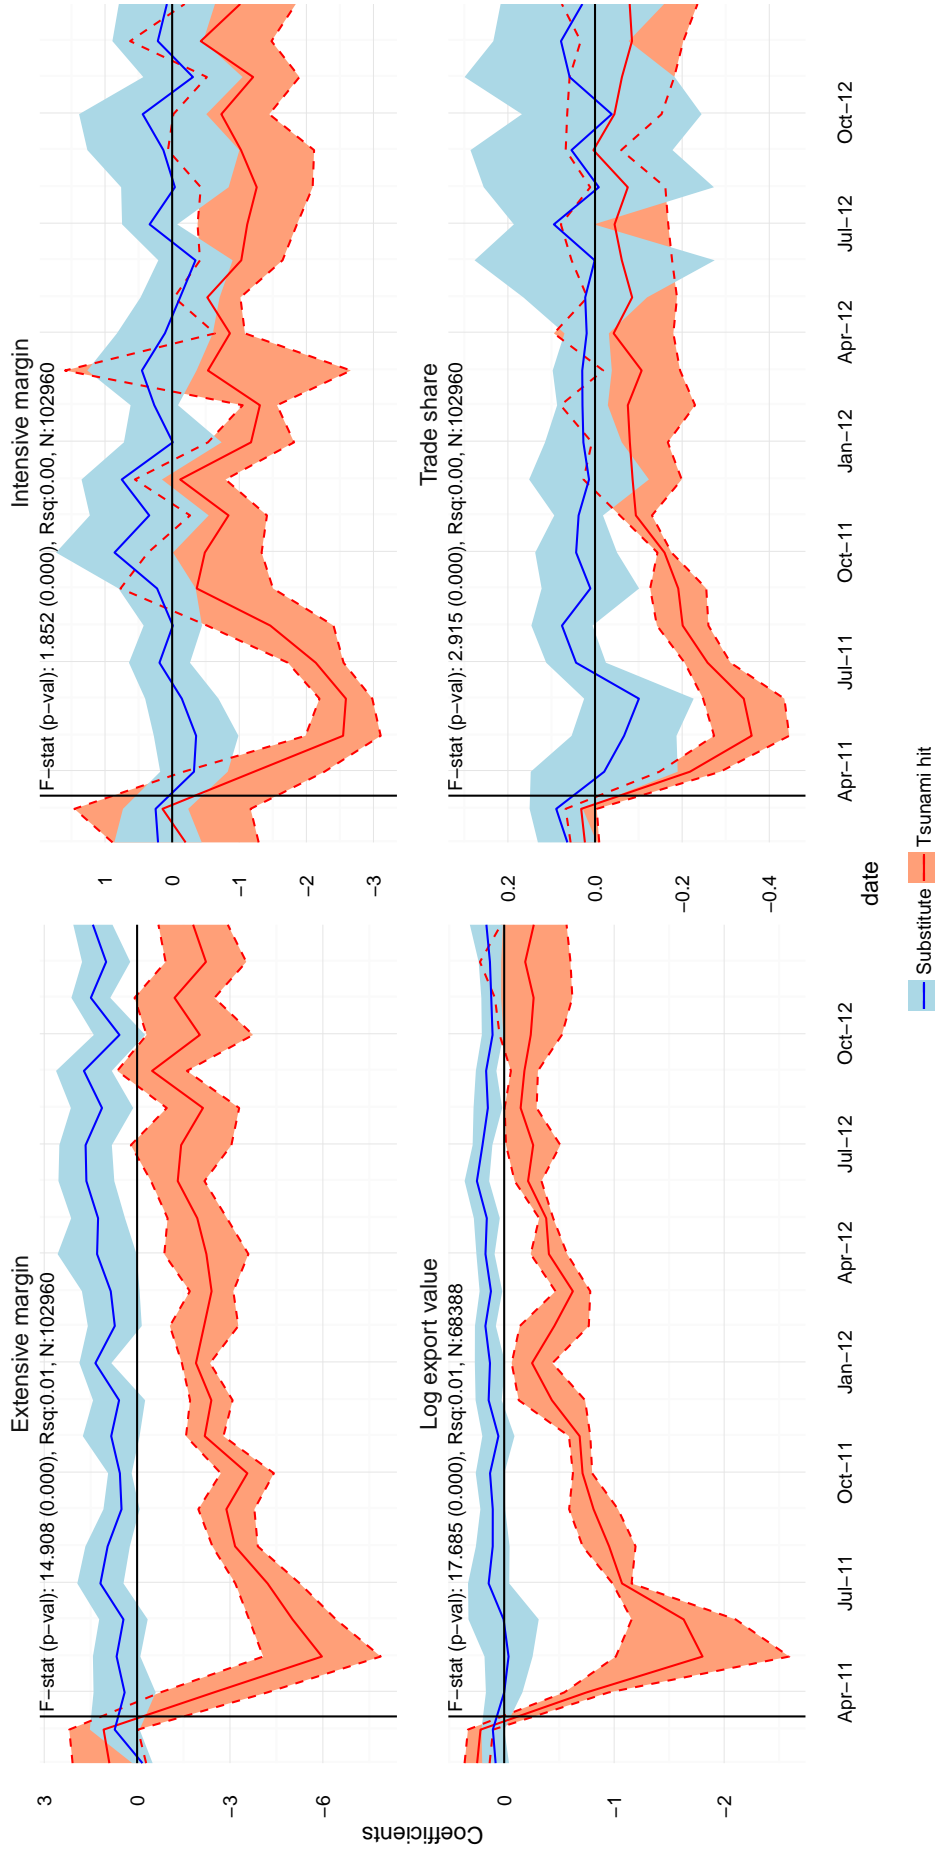 Extensive margin
F−stat (p−val): 14.908 (0.000), Rsq:0.01, N:102960
3
0
−3
−6
Intensive margin
F−stat (p−val): 1.852 (0.000), Rsq:0.00, N:102960
1
0
−1
−2
−3
Log export value
F−stat (p−val): 17.685 (0.000), Rsq:0.01, N:68388
0
−1
−2
Trade share
F−stat (p−val): 2.915 (0.000), Rsq:0.00, N:102960
0.2
0.0
−0.2
−0.4
Coefficients
Apr−11 Jul−11 Oct−11 Jan−12 Apr−12 Jul−12 Oct−12
Apr−11 Jul−11 Oct−11 Jan−12 Apr−12 Jul−12 Oct−12
date
Substitute Tsunami hit